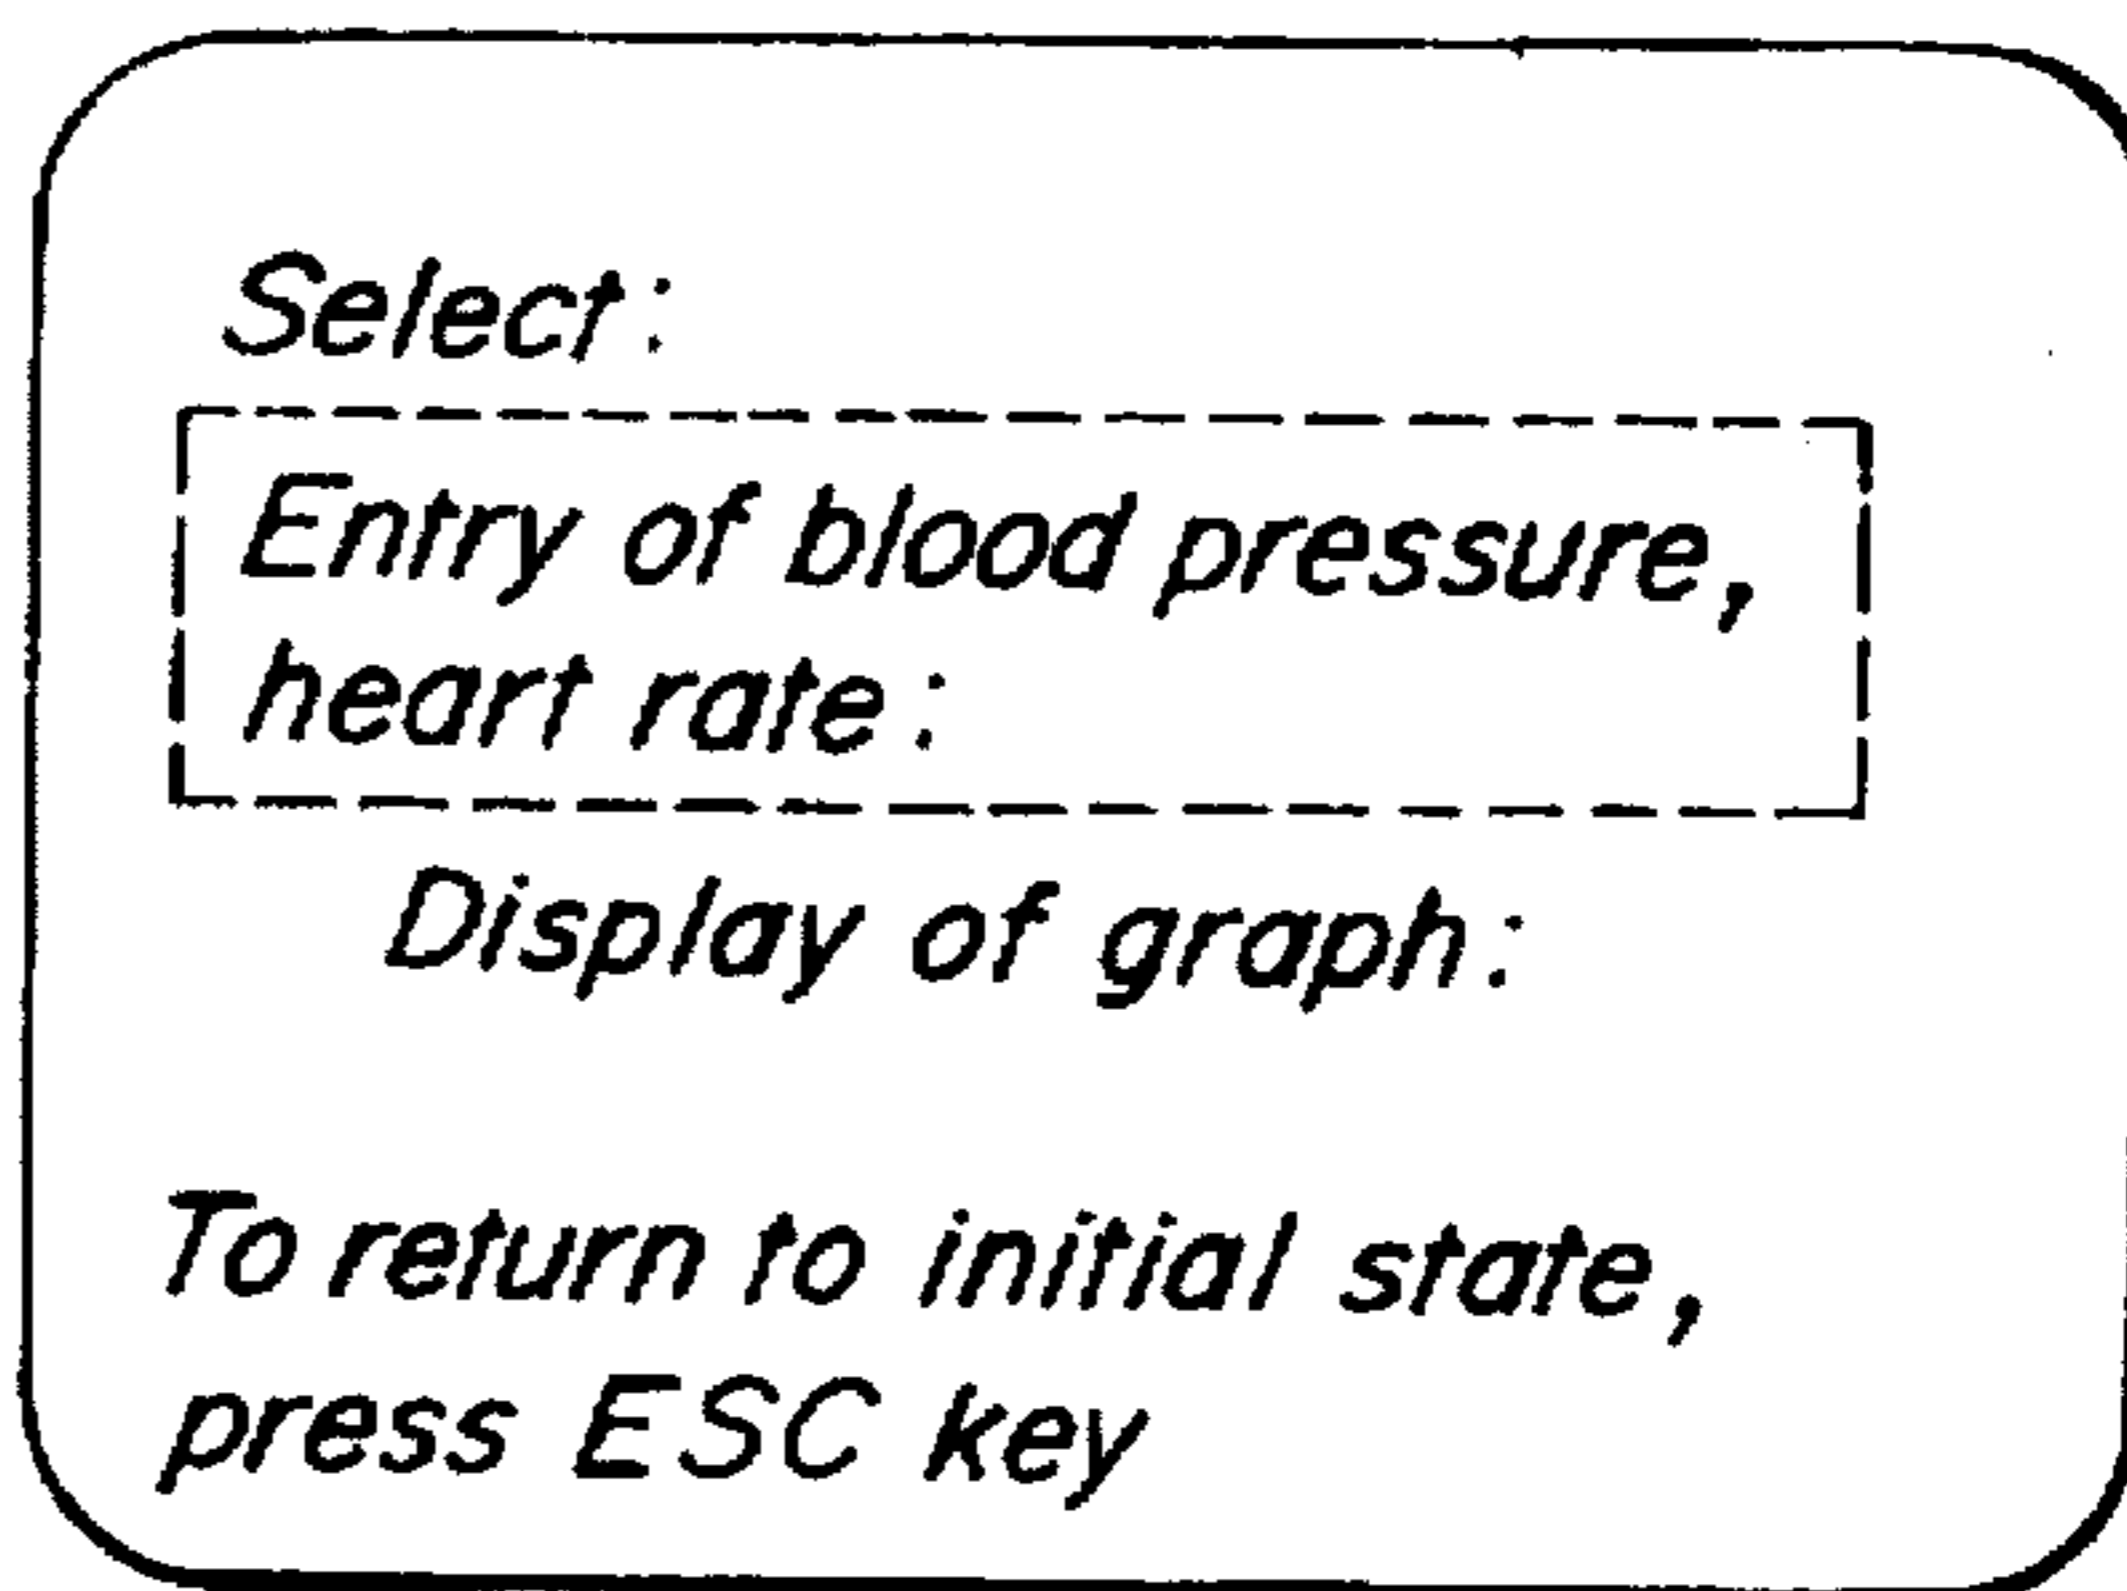 Select:
Entry of blood pressure,
heart rate:
Display of graph:
To return to initial state,
press ESC key